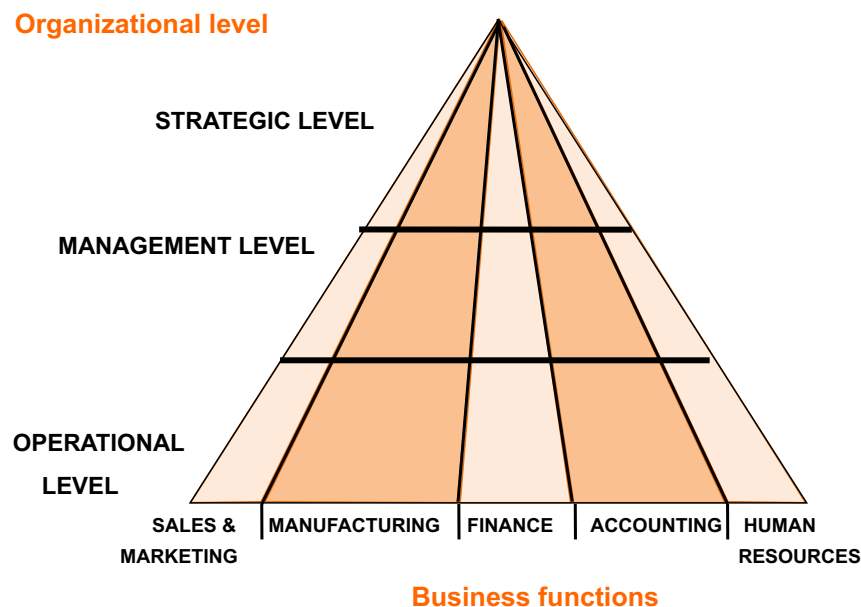 Organizational level
STRATEGIC LEVEL
MANAGEMENT LEVEL
OPERATIONAL
LEVEL
SALES & MANUFACTURING FINANCE ACCOUNTING HUMAN
MARKETING RESOURCES
Business functions